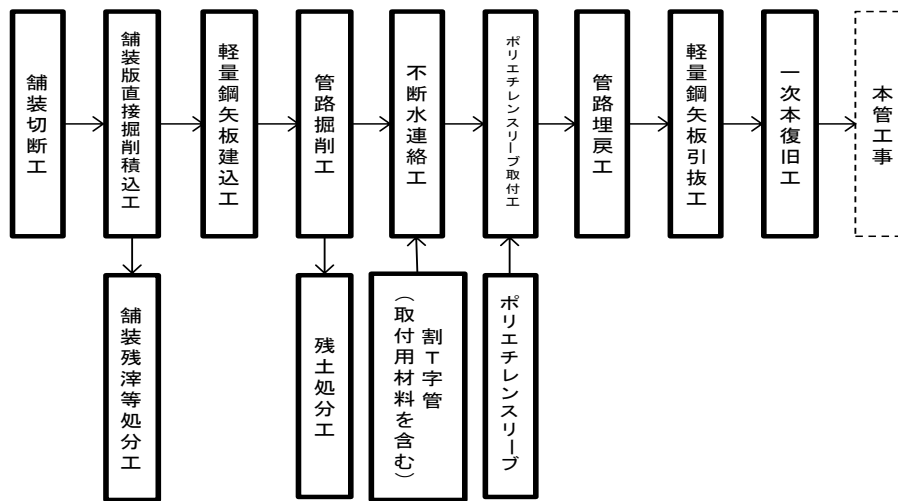 舗装切断工
舗装版直接掘削積込工
軽量鋼矢板建込工
管路掘削工
不断水連絡工
ポリエチレンスリーブ取付工
管路埋戻工
軽量鋼矢板引抜工
一次本復旧工
本管工事
舗装残滓等処分工
残土処分工
割T字管
(取付用材料を含む)
ポリエチレンスリーブ